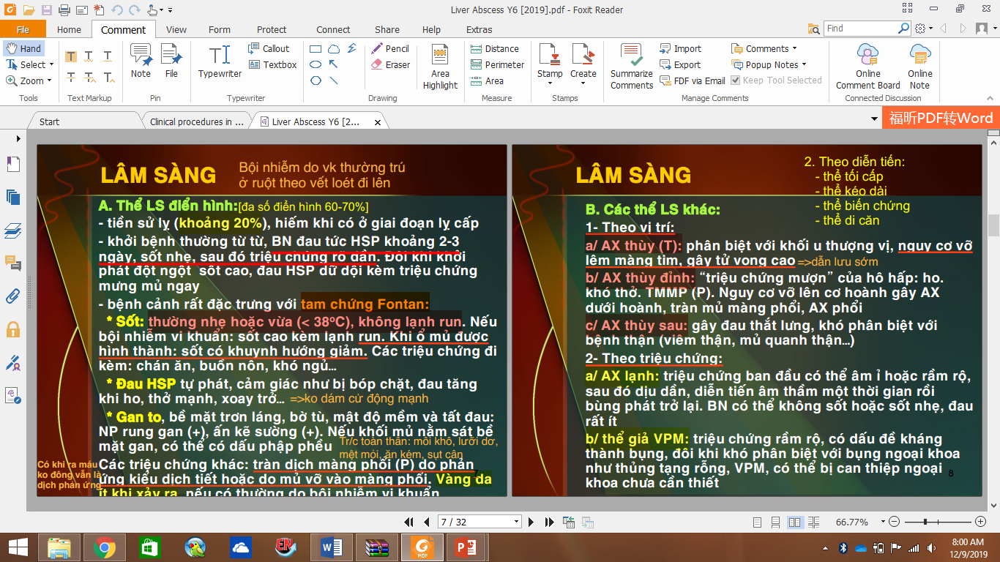 Liver Abscess Y6 [2019].pdf - Foxit Reader
File Home Comment View Form Protect Connect Share Help Extras
Find
Hand
Select
Zoom
Tools
Text Markup
Note
File
Pin
Typewriter
Callout
Textbox
Typewriter
Pencil
Eraser
Area
Highlight
Drawing
Distance
Perimeter
Area
Measure
Stamp
Create
Stamps
Summarize
Comments
Import
Export
FDF via Email
Comments
Popup Notes
Keep Tool Selected
Manage Comments
Online
Comment Board
Online
Note
Connected Discussion
Start
Clinical procedures in ...
Liver Abscess Y6 [2...
福昕PDF转Word
LÂM SÀNG
Bội nhiễm do vk thường trú
ở ruột theo vết loét đi lên
A. Thể LS điển hình:[đa số điển hình 60-70%]
- tiền sử lỵ (khoảng 20%), hiếm khi có ở giai đoạn lỵ cấp
- khởi bệnh thường từ từ, BN đau tức HSP khoảng 2-3
ngày, sốt nhẹ, sau đó triệu chứng rõ dần. Đôi khi khởi
phát đột ngột sốt cao, đau HSP dữ dội kèm triệu chứng
mưng mủ ngay
- bệnh cảnh rất đặc trưng với tam chứng Fontan:
* Sốt: thường nhẹ hoặc vừa (< 38ºC), không lạnh run. Nếu
bội nhiễm vi khuẩn: sốt cao kèm lạnh run. Khi ổ mủ được
hình thành: sốt có khuynh hướng giảm. Các triệu chứng đi
kèm: chán ăn, buồn nôn, khó ngủ…
* Đau HSP tự phát, cảm giác như bị bóp chặt, đau tăng
khi ho, thở mạnh, xoay trở… =>ko dám cử động mạnh
* Gan to, bề mặt trơn láng, bờ tù, mật độ mềm và rất đau:
NP rung gan (+), ấn kẽ sường (+). Nếu khối mủ nằm sát bề
mặt gan, có thể có dấu phập phều
Tr/c toàn thân: môi khô, lưỡi dơ,
mệt mỏi, ăn kém, sụt cân
Có khi ra máu
ko đông vẫn là
dịch phản ứng
Các triệu chứng khác: tràn dịch màng phổi (P) do phản
ứng kiểu dịch tiết hoặc do mủ vỡ vào màng phổi. Vàng da
ít khi xảy ra, nếu có thường do bội nhiễm vi khuẩn
7
LÂM SÀNG
2. Theo diễn tiến:
- thể tối cấp
- thể kéo dài
- thể biến chứng
- thể di căn
B. Các thể LS khác:
1- Theo vị trí:
a/ AX thùy (T): phân biệt với khối u thượng vị, nguy cơ vỡ
lêm màng tim, gây tử vong cao =>dẫn lưu sớm
b/ AX thùy đỉnh: “triệu chứng mượn” của hô hấp: ho.
khó thở. TMMP (P). Nguy cơ vỡ lên cơ hoành gây AX
dưới hoành, tràn mủ màng phổi, AX phổi
c/ AX thùy sau: gây đau thắt lưng, khó phân biệt với
bệnh thận (viêm thận, mủ quanh thận…)
2- Theo triệu chứng:
a/ AX lạnh: triệu chứng ban đầu có thể âm ỉ hoặc rầm rộ,
sau đó dịu dần, diễn tiến âm thầm một thời gian rồi
bùng phát trở lại. BN có thể không sốt hoặc sốt nhẹ, đau
rất ít
b/ thể giả VPM: triệu chứng rầm rộ, có dấu đề kháng
thành bụng, đôi khi khó phân biệt với bụng ngoại khoa
như thủng tạng rỗng, VPM, có thể bị can thiệp ngoại
khoa chưa cần thiết
8
7 / 32
66.77%
8:00 AM
12/9/2019